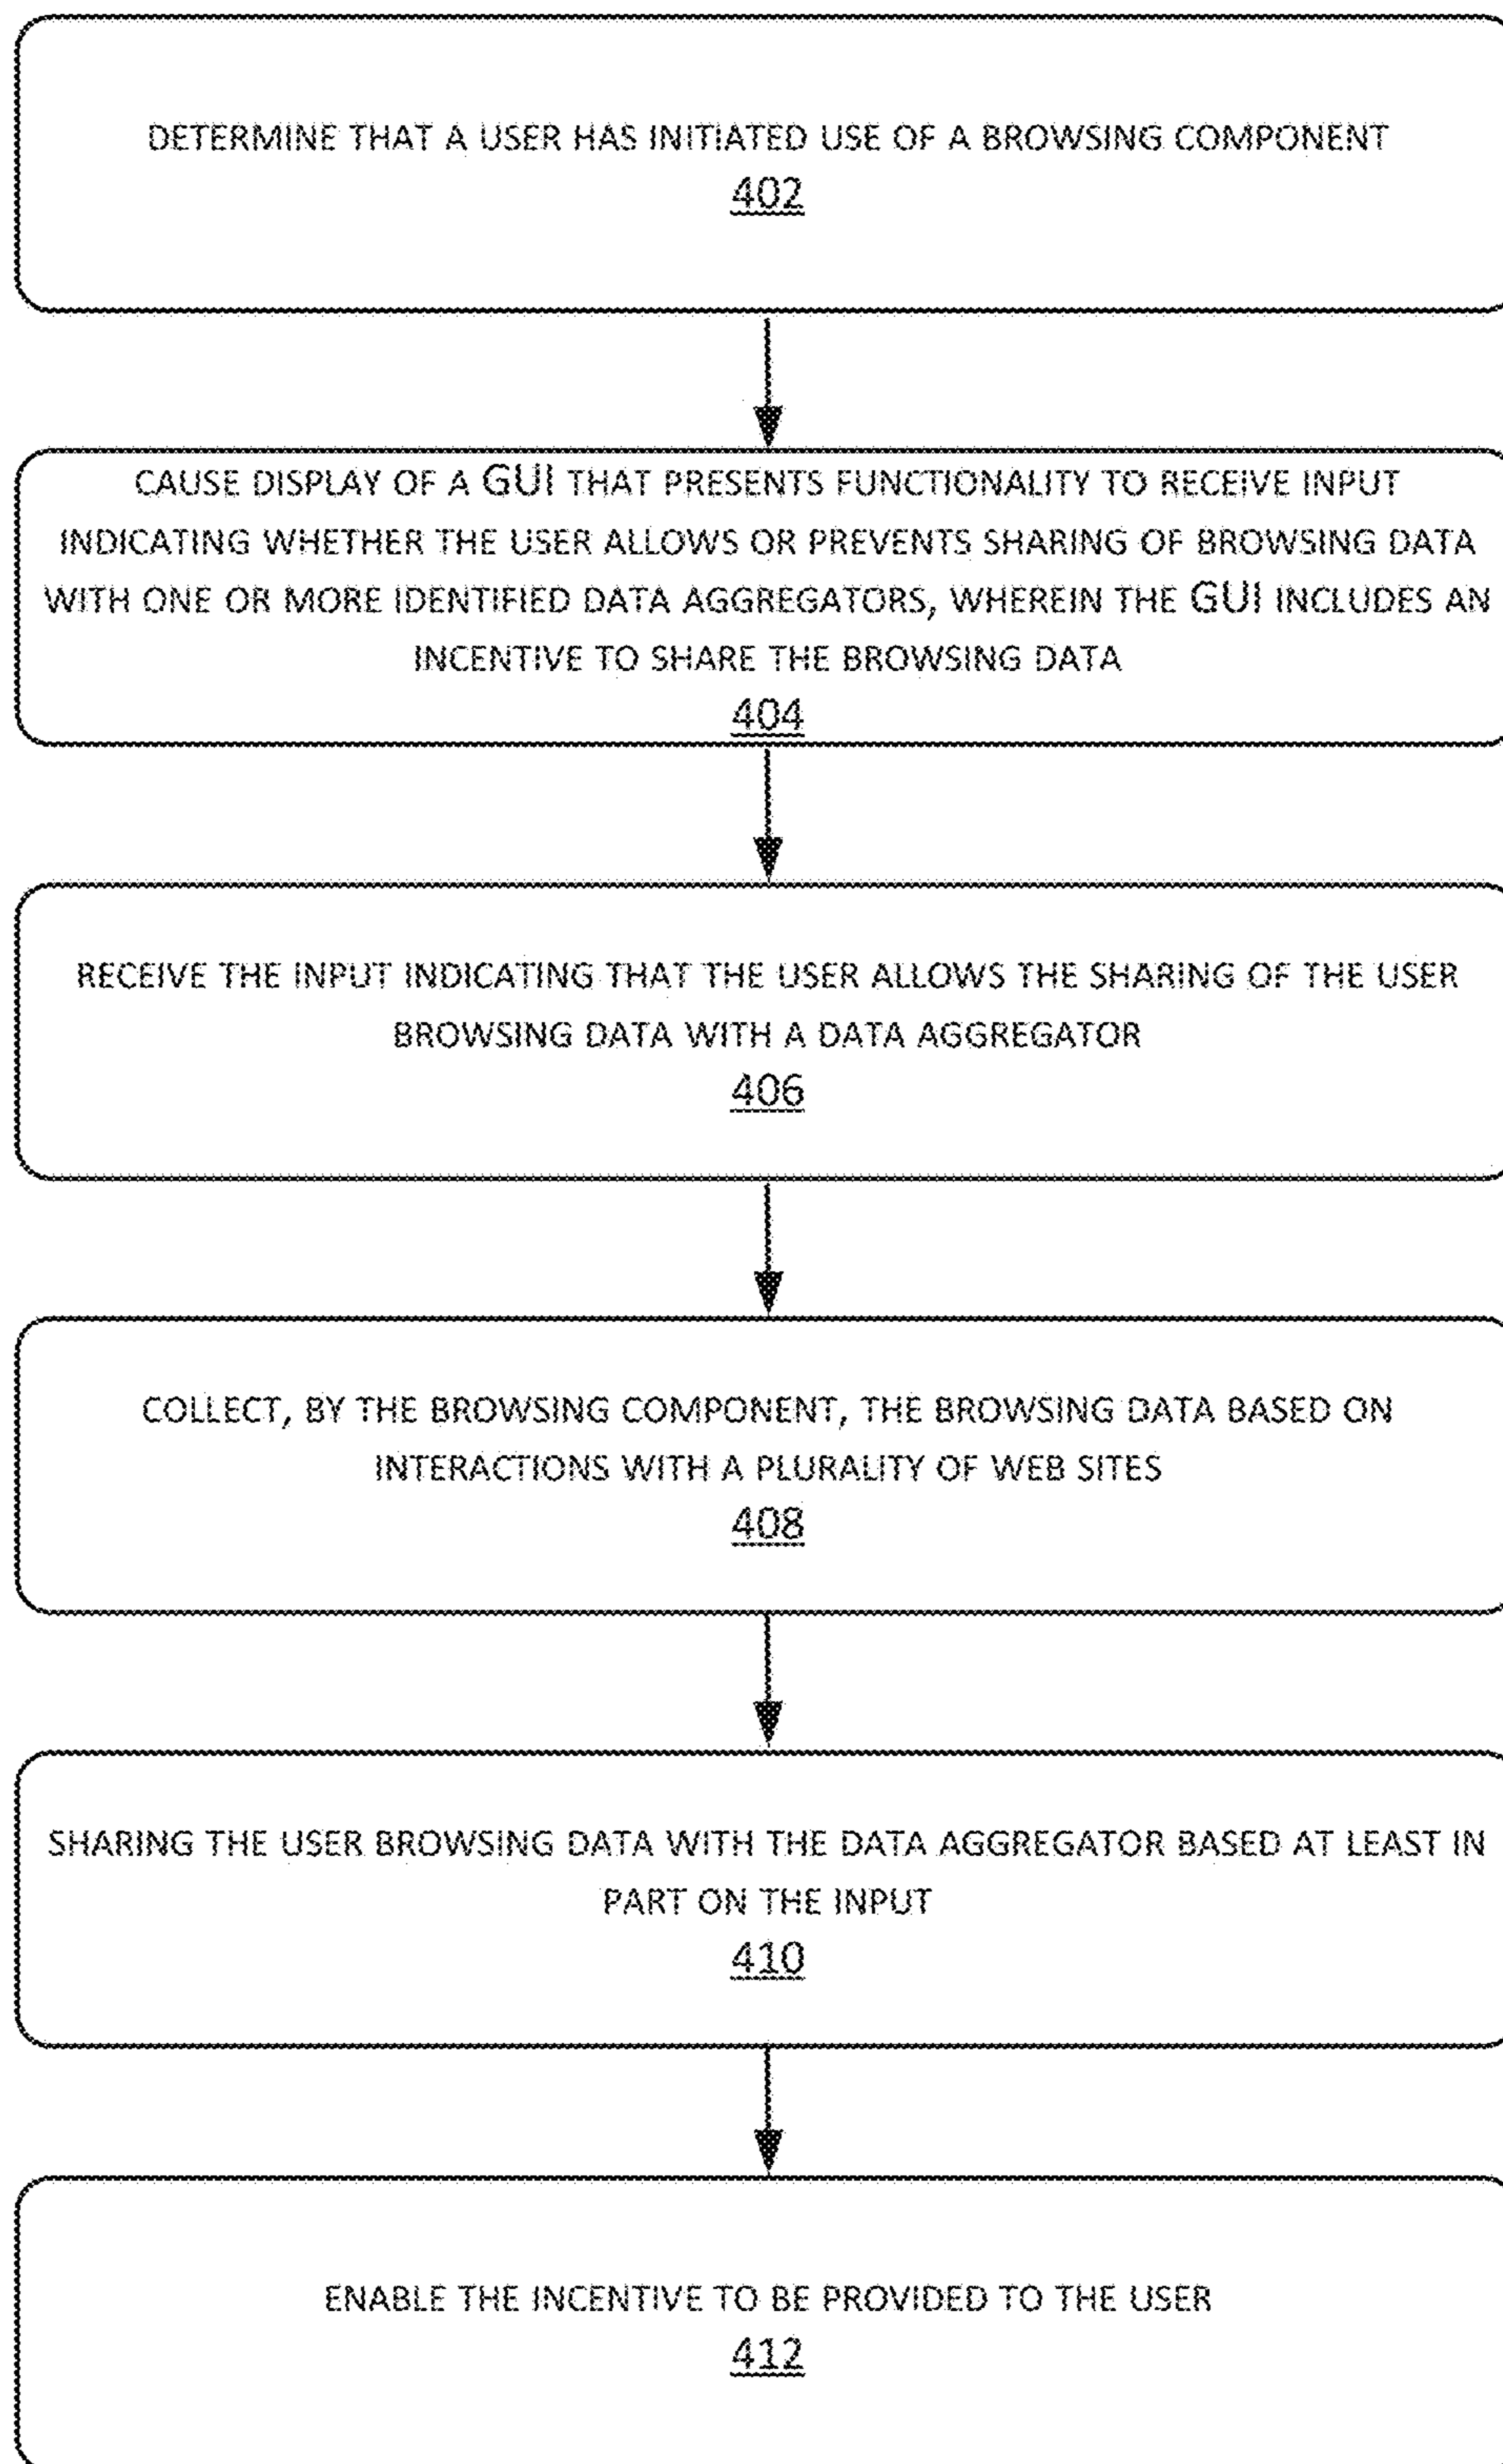 DETERMINE THAT A USER HAS INITIATED USE OF A BROWSING COMPONENT
402
CAUSE DISPLAY OF A GUI THAT PRESENTS FUNCTIONALITY TO RECEIVE INPUT
INDICATING WHETHER THE USER ALLOWS OR PREVENTS SHARING OF BROWSING DATA
WITH ONE OR MORE IDENTIFIED DATA AGGREGATORS, WHEREIN THE GUI INCLUDES AN
INCENTIVE TO SHARE THE BROWSING DATA
404
RECEIVE THE INPUT INDICATING THAT THE USER ALLOWS THE SHARING OF THE USER
BROWSING DATA WITH A DATA AGGREGATOR
406
COLLECT, BY THE BROWSING COMPONENT, THE BROWSING DATA BASED ON
INTERACTIONS WITH A PLURALITY OF WEB SITES
408
SHARING THE USER BROWSING DATA WITH THE DATA AGGREGATOR BASED AT LEAST IN
PART ON THE INPUT
410
ENABLE THE INCENTIVE TO BE PROVIDED TO THE USER
412